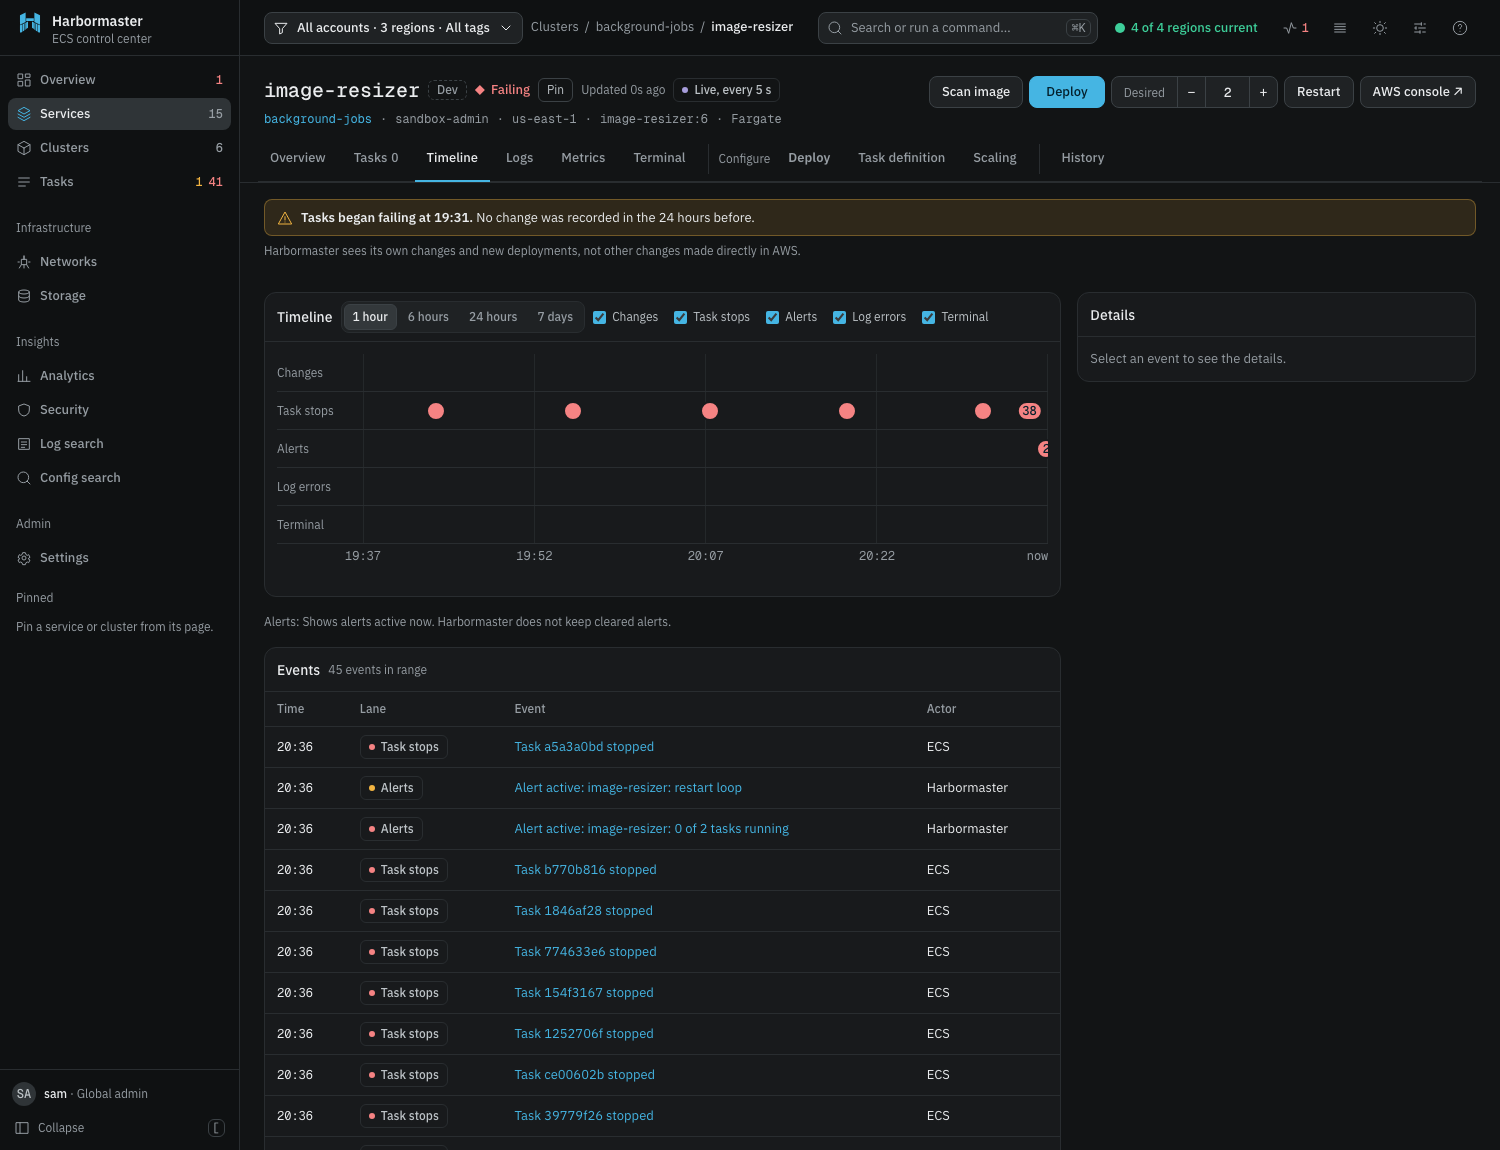 Harbormaster
ECS control center
Overview 1
Services 15
Clusters 6
Tasks 1 41
Infrastructure
Networks
Storage
Insights
Analytics
Security
Log search
Config search
Admin
Settings
Pinned
Pin a service or cluster from its page.
SA sam · Global admin
Collapse [
All accounts · 3 regions · All tags
Clusters / background-jobs / image-resizer
Search or run a command... ⌘K
4 of 4 regions current
1
image-resizer Dev Failing Pin Updated 0s ago Live, every 5 s
Scan image Deploy Desired − 2 + Restart AWS console ↗
background-jobs · sandbox-admin · us-east-1 · image-resizer:6 · Fargate
Overview Tasks 0 Timeline Logs Metrics Terminal Configure Deploy Task definition Scaling History
Tasks began failing at 19:31. No change was recorded in the 24 hours before.
Harbormaster sees its own changes and new deployments, not other changes made directly in AWS.
Timeline 1 hour 6 hours 24 hours 7 days Changes Task stops Alerts Log errors Terminal
Changes
Task stops 38
Alerts 2
Log errors
Terminal
19:37 19:52 20:07 20:22 now
Details
Select an event to see the details.
Alerts: Shows alerts active now. Harbormaster does not keep cleared alerts.
Events 45 events in range
Time Lane Event Actor
20:36 Task stops Task a5a3a0bd stopped ECS
20:36 Alerts Alert active: image-resizer: restart loop Harbormaster
20:36 Alerts Alert active: image-resizer: 0 of 2 tasks running Harbormaster
20:36 Task stops Task b770b816 stopped ECS
20:36 Task stops Task 1846af28 stopped ECS
20:36 Task stops Task 774633e6 stopped ECS
20:36 Task stops Task 154f3167 stopped ECS
20:36 Task stops Task 1252706f stopped ECS
20:36 Task stops Task ce00602b stopped ECS
20:36 Task stops Task 39779f26 stopped ECS